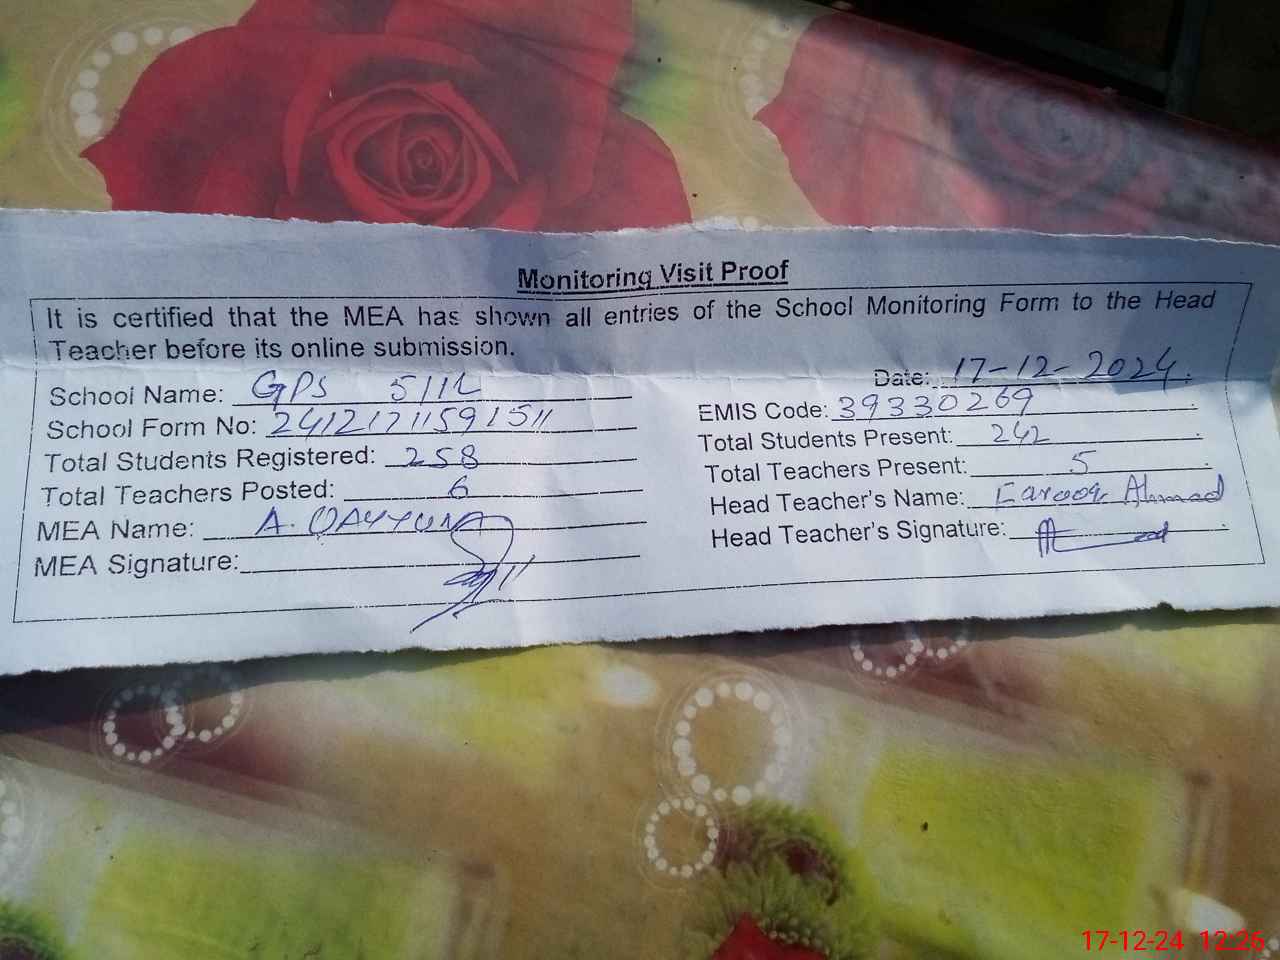 Monitoring Visit Proof
It is certified that the MEA has shown all entries of the School Monitoring Form to the Head
Teacher before its online submission.
Date: 17-12-2024.
School Name: GPS 511L
EMIS Code: 39330269
School Form No: 24121711591511
Total Students Present: 242
Total Students Registered: 258
Total Teachers Present: 5
Total Teachers Posted: 6
Head Teacher's Name: Farooq Ahmad
MEA Name: A. QAYYUM
Head Teacher's Signature:
MEA Signature:
17-12-24 12:26